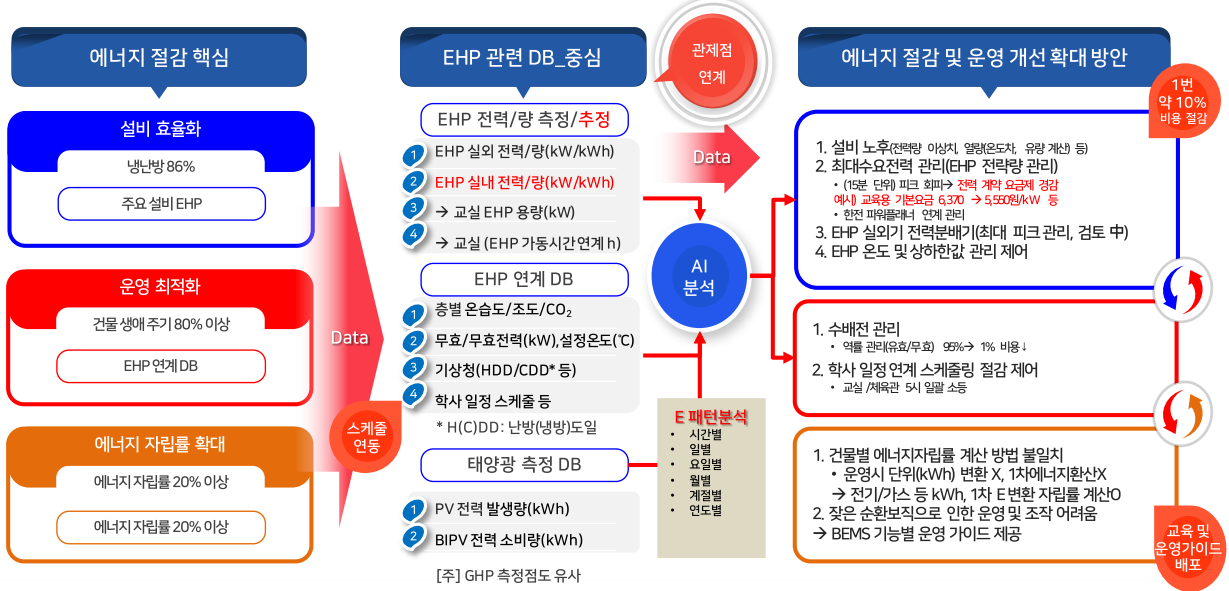 에너지 절감 핵심
설비 효율화
냉난방 86%
주요 설비 EHP
운영 최적화
건물 생애 주기 80% 이상
EHP 연계 DB
에너지 자립률 확대
에너지 자립률 20% 이상
에너지 자립률 20% 이상
Data
스케줄
연동
EHP 관련 DB_중심
EHP 전력/량 측정/추정
1 EHP 실외 전력/량(kW/kWh)
2 EHP 실내 전력/량(kW/kWh)
3 → 교실 EHP 용량(kW)
4 → 교실 (EHP 가동시간 연계 h)
EHP 연계 DB
1 층별 온습도/조도/CO₂
2 무효/무효전력(kW),설정온도(℃)
3 기상청(HDD/CDD* 등)
4 학사 일정 스케줄 등
* H(C)DD: 난방(냉방)도일
태양광 측정 DB
1 PV 전력 발생량(kWh)
2 BIPV 전력 소비량(kWh)
[주] GHP 측정점도 유사
관제점
연계
Data
AI
분석
E 패턴분석
• 시간별
• 일별
• 요일별
• 월별
• 계절별
• 연도별
에너지 절감 및 운영 개선 확대 방안
1번
약 10%
비용 절감
1. 설비 노후(전력량 이상치, 열량(온도차, 유량 계산) 등)
2. 최대수요전력 관리(EHP 전략량 관리)
• (15분 단위) 피크 회피→ 전력 계약 요금제 경감
예시) 교육용 기본요금 6,370 → 5,550원/kW 등
• 한전 파워플래너 연계 관리
3. EHP 실외기 전력분배기(최대 피크 관리, 검토 中)
4. EHP 온도 및 상하한값 관리 제어
1. 수배전 관리
• 역률 관리(유효/무효) 95%→ 1% 비용↓
2. 학사 일정 연계 스케줄링 절감 제어
• 교실 /체육관 5시 일괄 소등
1. 건물별 에너지자립률 계산 방법 불일치
• 운영시 단위(kWh) 변환 X, 1차에너지환산X
→ 전기/가스 등 kWh, 1차 E 변환 자립률 계산O
2. 잦은 순환보직으로 인한 운영 및 조작 어려움
→ BEMS 기능별 운영 가이드 제공
교육 및
운영가이드
배포